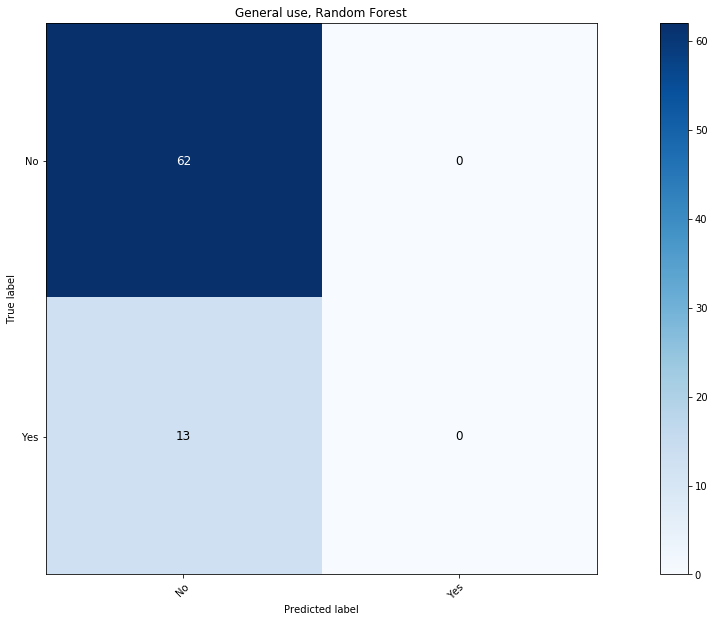 General use, Random Forest
True label
No
62
0
Yes
13
0
No
Yes
Predicted label
60
50
40
30
20
10
0